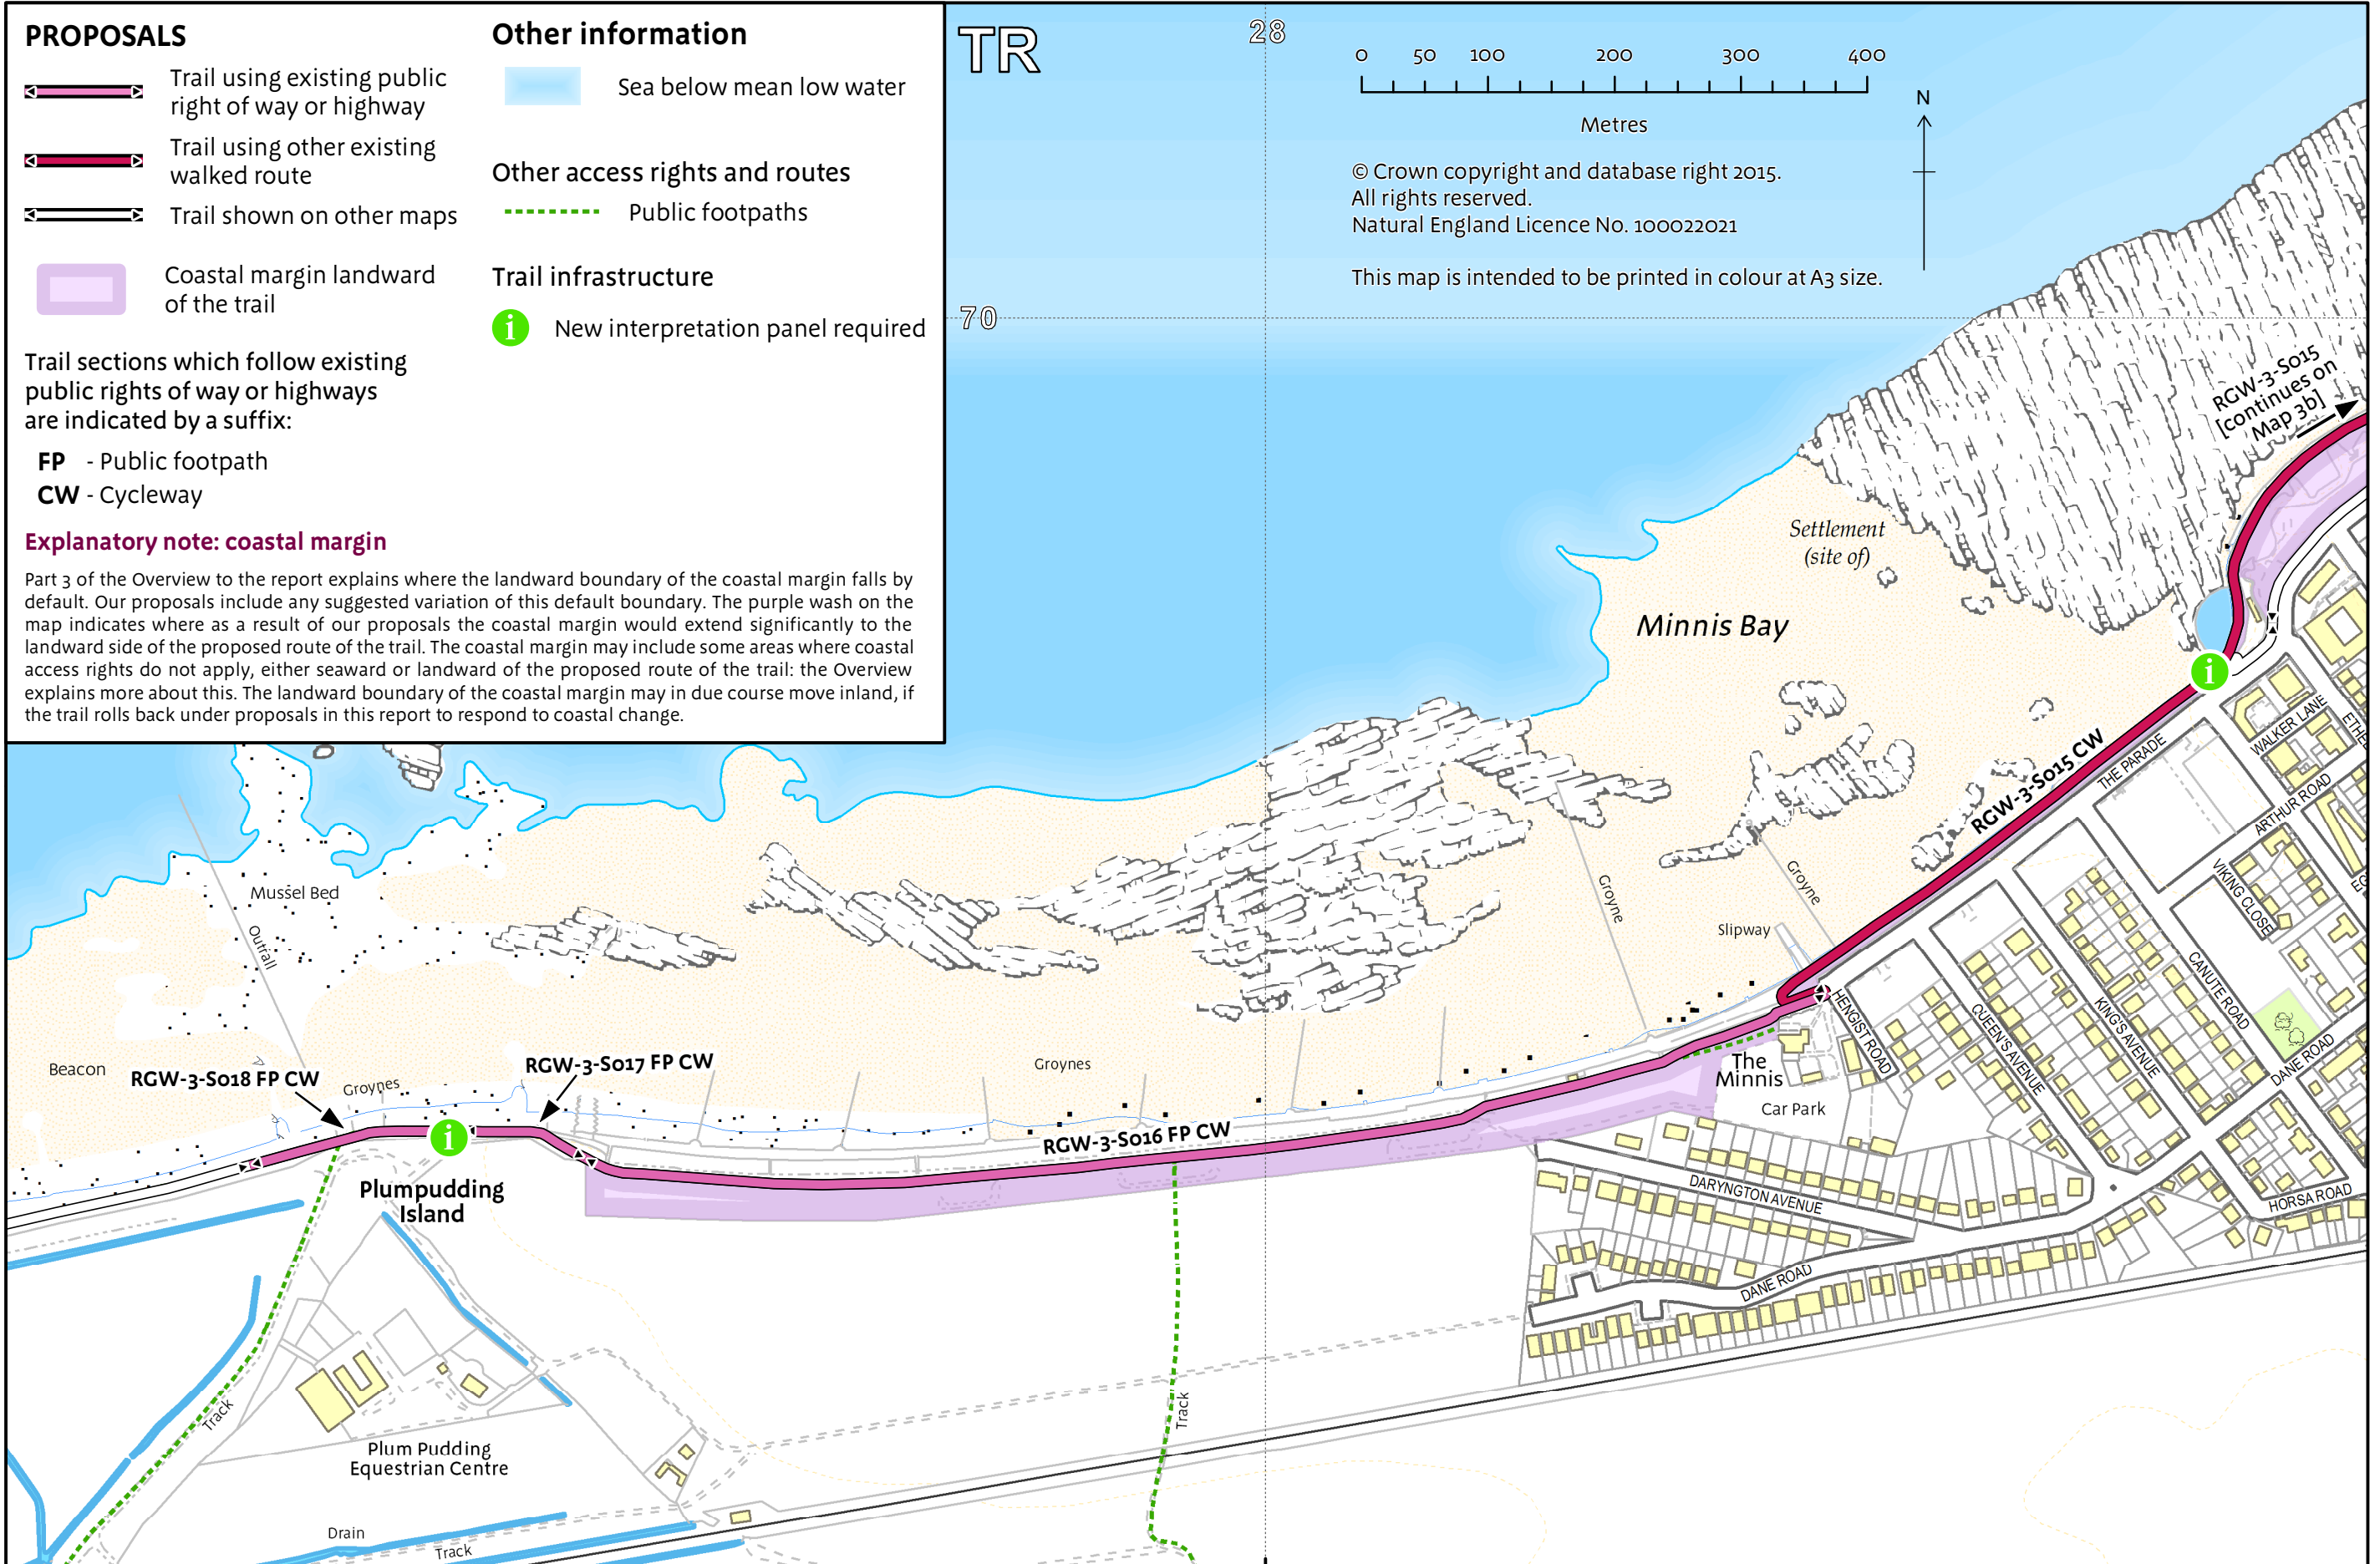 PROPOSALS
Trail using existing public
right of way or highway
Trail using other existing
walked route
Trail shown on other maps
Coastal margin landward
of the trail
Trail sections which follow existing
public rights of way or highways
are indicated by a suffix:
FP - Public footpath
CW - Cycleway
Other information
Sea below mean low water
Other access rights and routes
Public footpaths
Trail infrastructure
i New interpretation panel required
Explanatory note: coastal margin
Part 3 of the Overview to the report explains where the landward boundary of the coastal margin falls by
default. Our proposals include any suggested variation of this default boundary. The purple wash on the
map indicates where as a result of our proposals the coastal margin would extend significantly to the
landward side of the proposed route of the trail. The coastal margin may include some areas where coastal
access rights do not apply, either seaward or landward of the proposed route of the trail: the Overview
explains more about this. The landward boundary of the coastal margin may in due course move inland, if
the trail rolls back under proposals in this report to respond to coastal change.
TR
28
70
0 50 100 200 300 400
Metres
N
© Crown copyright and database right 2015.
All rights reserved.
Natural England Licence No. 100022021
This map is intended to be printed in colour at A3 size.
RGW-3-S015
[continues on
Map 3b]
Settlement
(site of)
Minnis Bay
i
RGW-3-S015 CW
THE PARADE
WALKER LANE
ARTHUR ROAD
VIKING CLOSE
CANUTE ROAD
KING'S AVENUE
QUEEN'S AVENUE
HENGIST ROAD
DANE ROAD
HORSA ROAD
DARYNGTON AVENUE
DANE ROAD
Groyne
Groyne
Slipway
The
Minnis
Car Park
Mussel Bed
Outfall
Beacon
RGW-3-S018 FP CW
Groynes
RGW-3-S017 FP CW
Groynes
RGW-3-S016 FP CW
i
Plumpudding
Island
Track
Plum Pudding
Equestrian Centre
Track
Drain
Track